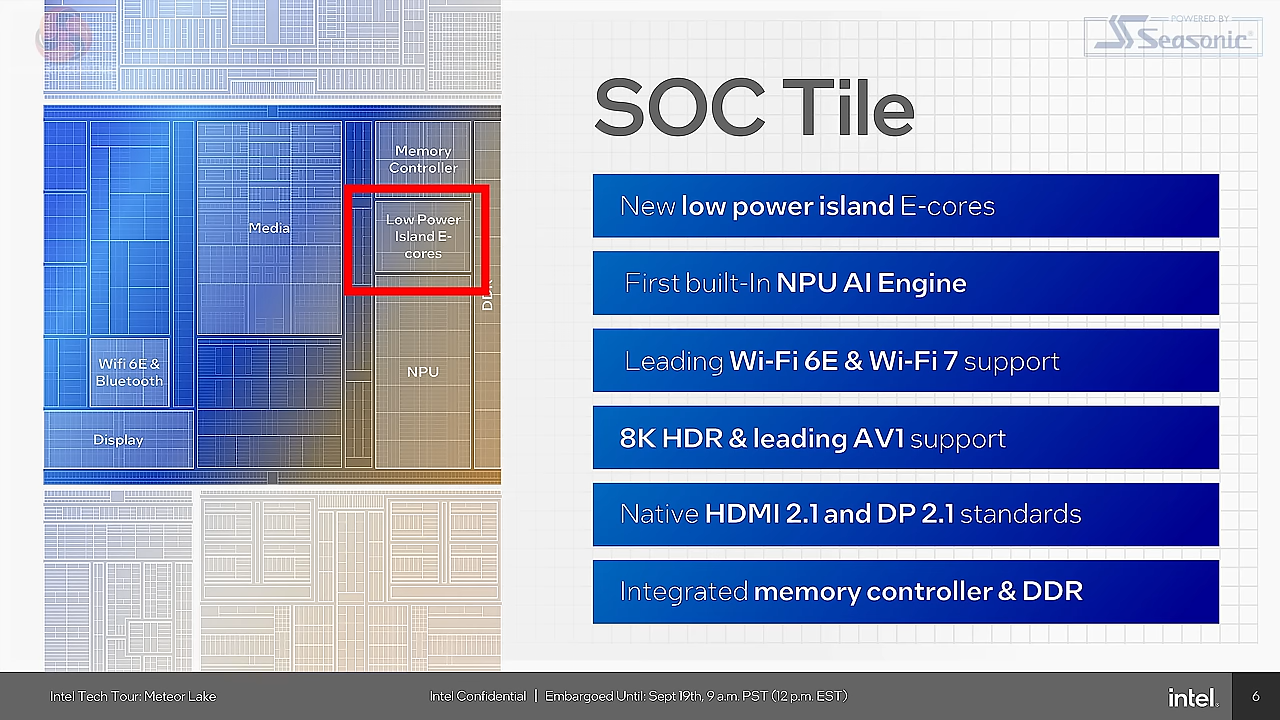 POWERED BY
Seasonic
SOC Tile
Memory
Controller
Low Power
Island E-
cores
Media
DDR
Wifi 6E &
Bluetooth
NPU
Display
New low power island E-cores
First built-In NPU AI Engine
Leading Wi-Fi 6E & Wi-Fi 7 support
8K HDR & leading AV1 support
Native HDMI 2.1 and DP 2.1 standards
Integrated memory controller & DDR
Intel Tech Tour: Meteor Lake
Intel Confidential | Embargoed Until: Sept 19th, 9 a.m. PST (12 p.m. EST)
intel.
6